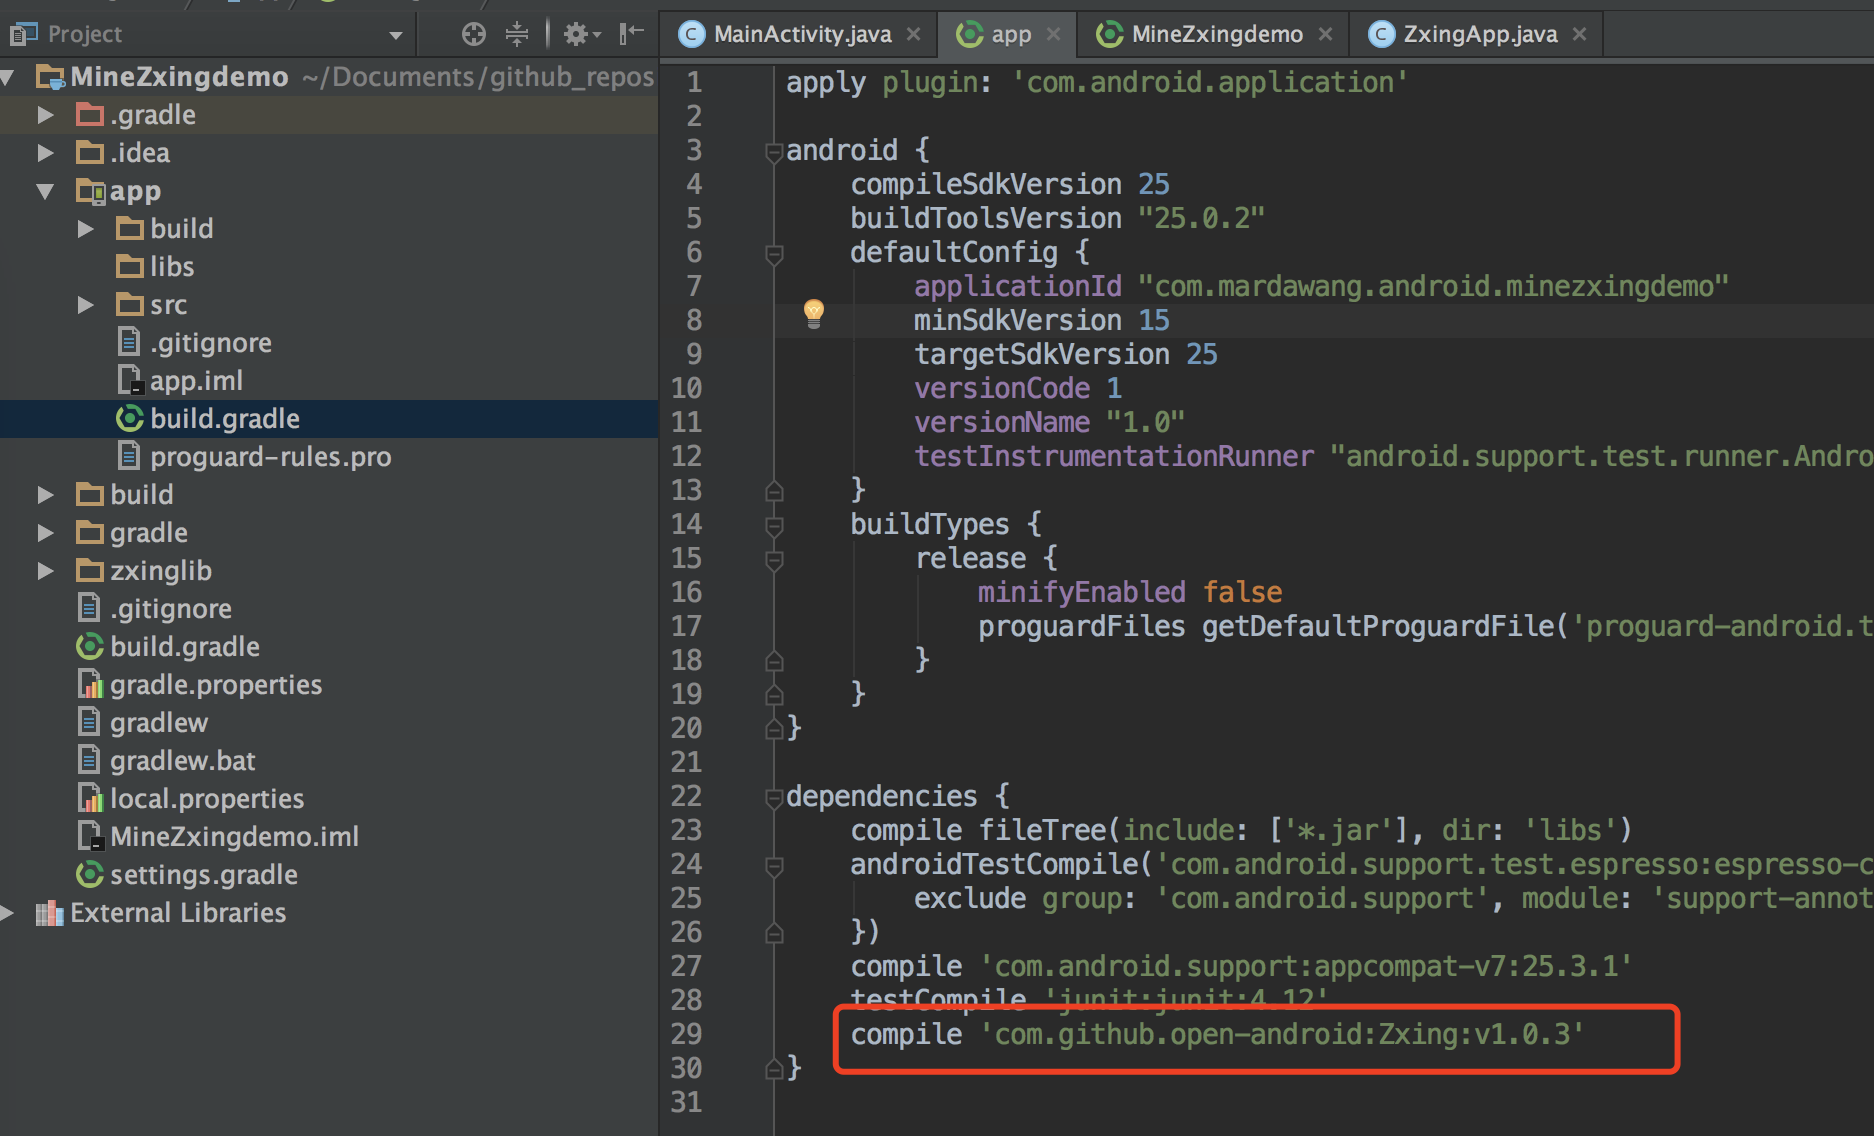 Project
MineZxingdemo ~/Documents/github_repos
.gradle
.idea
app
build
libs
src
.gitignore
app.iml
build.gradle
proguard-rules.pro
build
gradle
zxinglib
.gitignore
build.gradle
gradle.properties
gradlew
gradlew.bat
local.properties
MineZxingdemo.iml
settings.gradle
External Libraries
MainActivity.java app MineZxingdemo ZxingApp.java
1 apply plugin: 'com.android.application'
2
3 android {
4 compileSdkVersion 25
5 buildToolsVersion "25.0.2"
6 defaultConfig {
7 applicationId "com.mardawang.android.minezxingdemo"
8 minSdkVersion 15
9 targetSdkVersion 25
10 versionCode 1
11 versionName "1.0"
12 testInstrumentationRunner "android.support.test.runner.Andro
13 }
14 buildTypes {
15 release {
16 minifyEnabled false
17 proguardFiles getDefaultProguardFile('proguard-android.t
18 }
19 }
20 }
21
22 dependencies {
23 compile fileTree(include: ['*.jar'], dir: 'libs')
24 androidTestCompile('com.android.support.test.espresso:espresso-c
25 exclude group: 'com.android.support', module: 'support-annot
26 })
27 compile 'com.android.support:appcompat-v7:25.3.1'
28 testCompile 'junit:junit:4.12'
29 compile 'com.github.open-android:Zxing:v1.0.3'
30 }
31